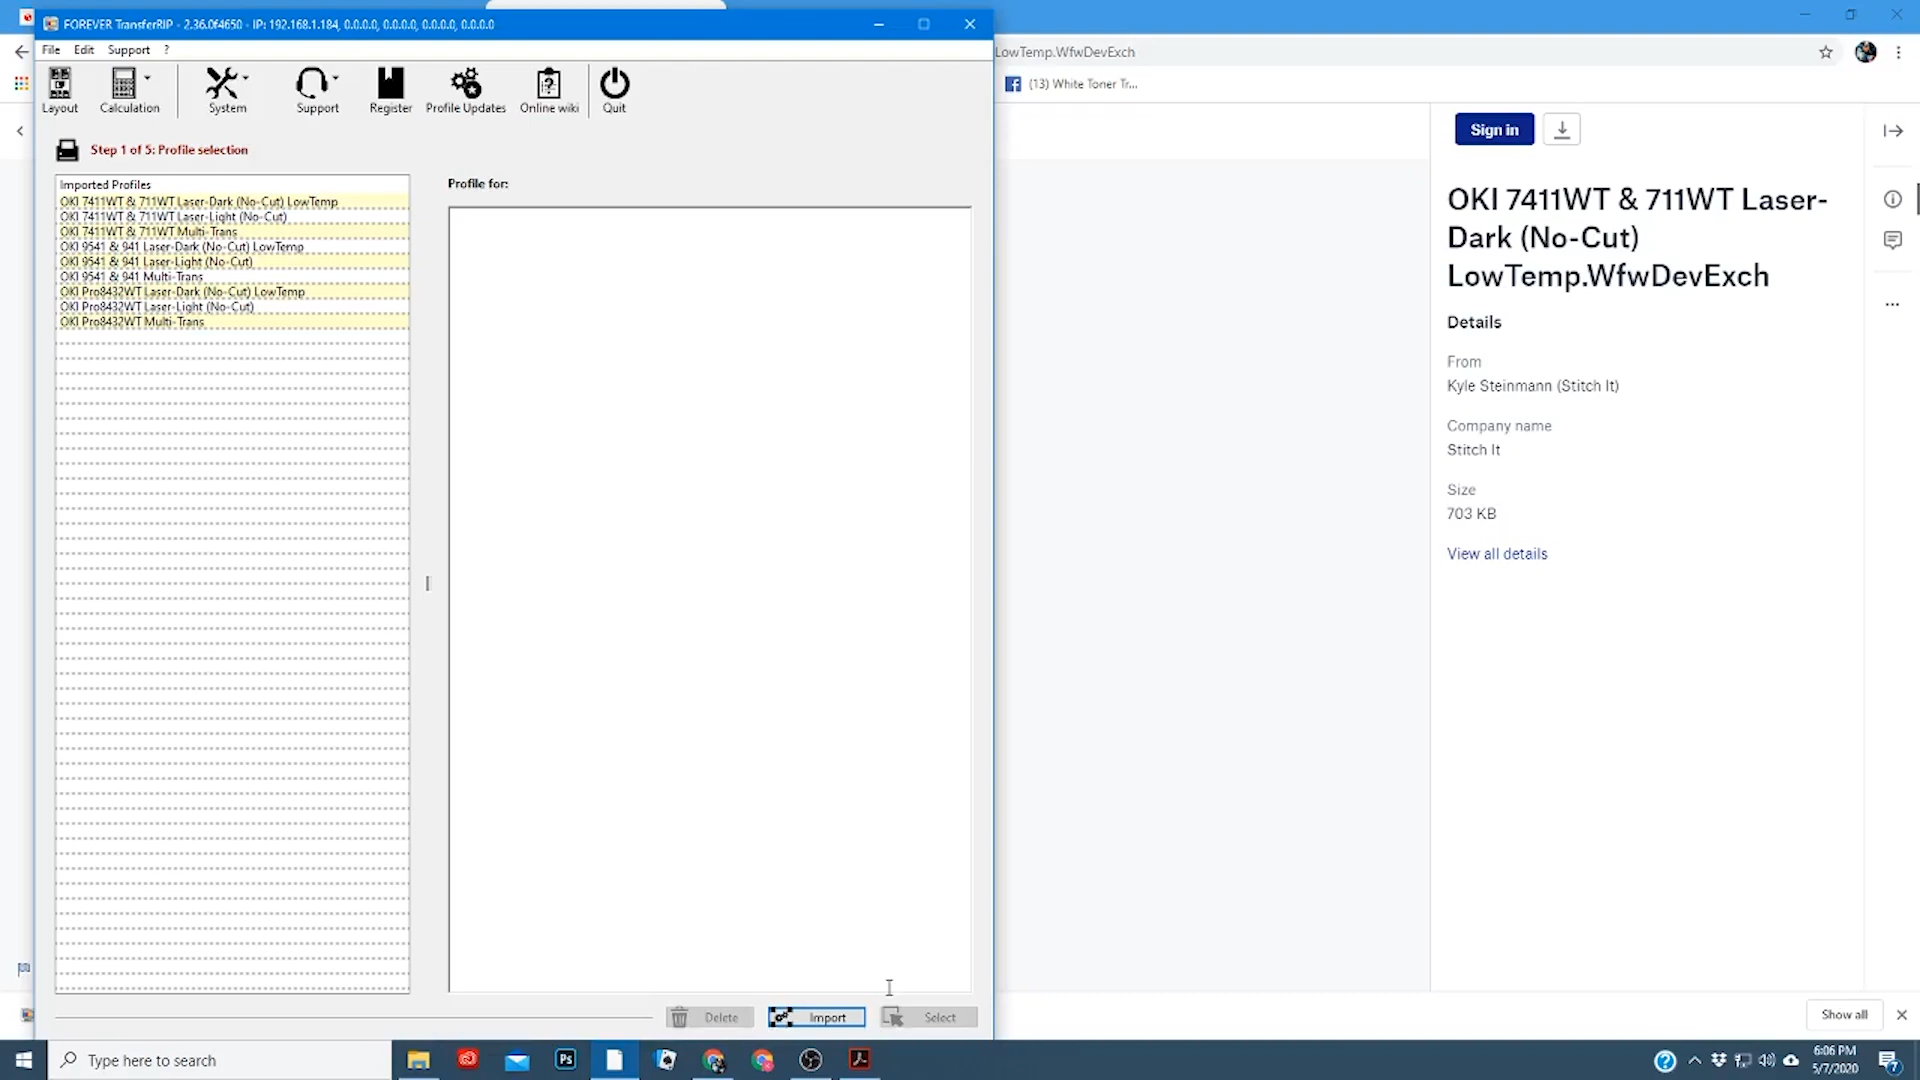 FOREVER TransferRIP - 2.36.0f4650 - IP: 192.168.1.184, 0.0.0.0, 0.0.0.0, 0.0.0.0, 0.0.0.0
File Edit Support ?
LowTemp.WfwDevExch
(13) White Toner Tr...
Layout Calculation System Support Register Profile Updates Online wiki Quit
Step 1 of 5: Profile selection
Imported Profiles
OKI 7411WT & 711WT Laser-Dark (No-Cut) LowTemp
OKI 7411WT & 711WT Laser-Light (No-Cut)
OKI 7411WT & 711WT Multi-Trans
OKI 9541 & 941 Laser-Dark (No-Cut) LowTemp
OKI 9541 & 941 Laser-Light (No-Cut)
OKI 9541 & 941 Multi-Trans
OKI Pro8432WT Laser-Dark (No-Cut) LowTemp
OKI Pro8432WT Laser-Light (No-Cut)
OKI Pro8432WT Multi-Trans
Profile for:
Delete Import Select
Sign in
OKI 7411WT & 711WT Laser-
Dark (No-Cut)
LowTemp.WfwDevExch
Details
From
Kyle Steinmann (Stitch It)
Company name
Stitch It
Size
703 KB
View all details
Show all
Type here to search
Ps
6:06 PM
5/7/2020
7